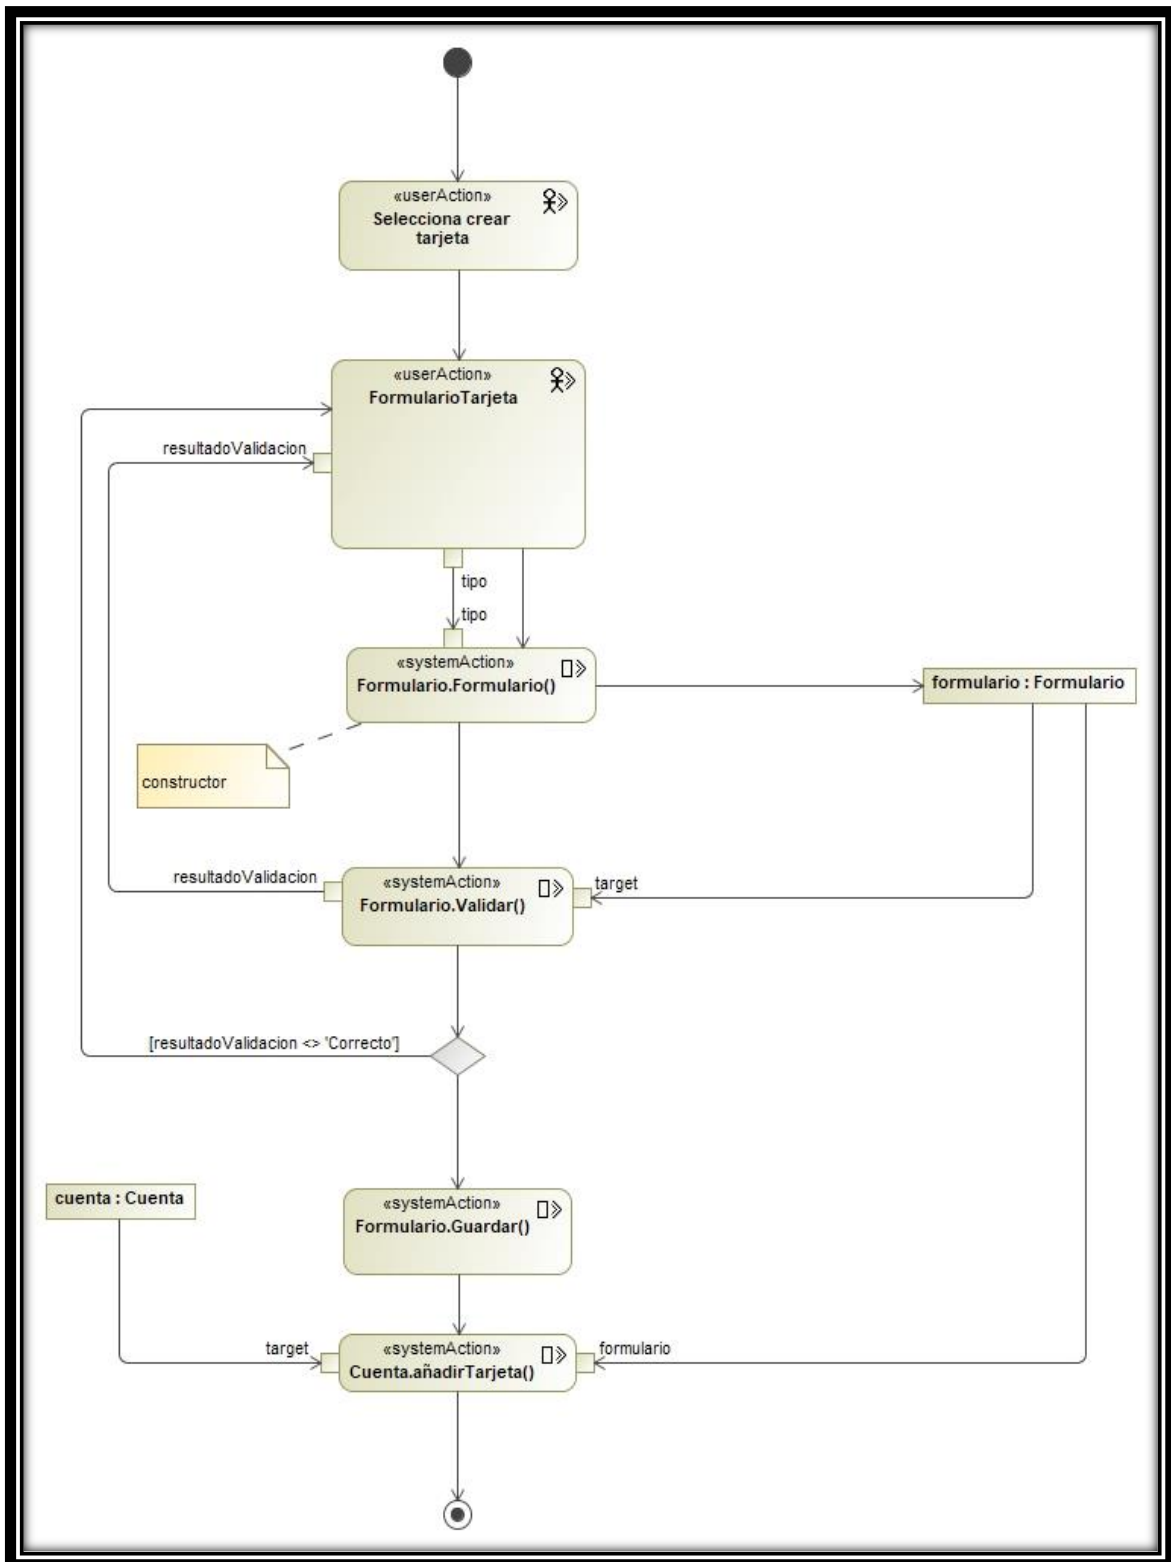 «userAction»
Selecciona crear
tarjeta
«userAction»
FormularioTarjeta
resultadoValidacion
tipo
tipo
«systemAction»
Formulario.Formulario()
formulario : Formulario
constructor
resultadoValidacion
«systemAction»
Formulario.Validar()
target
[resultadoValidacion <> 'Correcto']
cuenta : Cuenta
«systemAction»
Formulario.Guardar()
target
«systemAction»
Cuenta.añadirTarjeta()
formulario